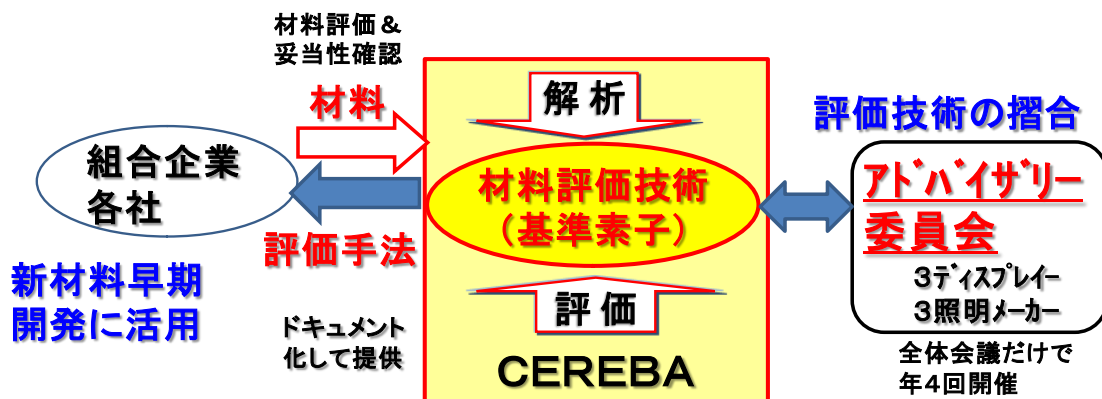 材料評価&
妥当性確認
材料
組合企業
各社
評価手法
新材料早期
開発に活用
ドキュメント
化して提供
解 析
材料評価技術
(基準素子)
評 価
CEREBA
評価技術の摺合
アドバイザリー
委員会
3ディスプレイー
3照明メーカー
全体会議だけで
年4回開催